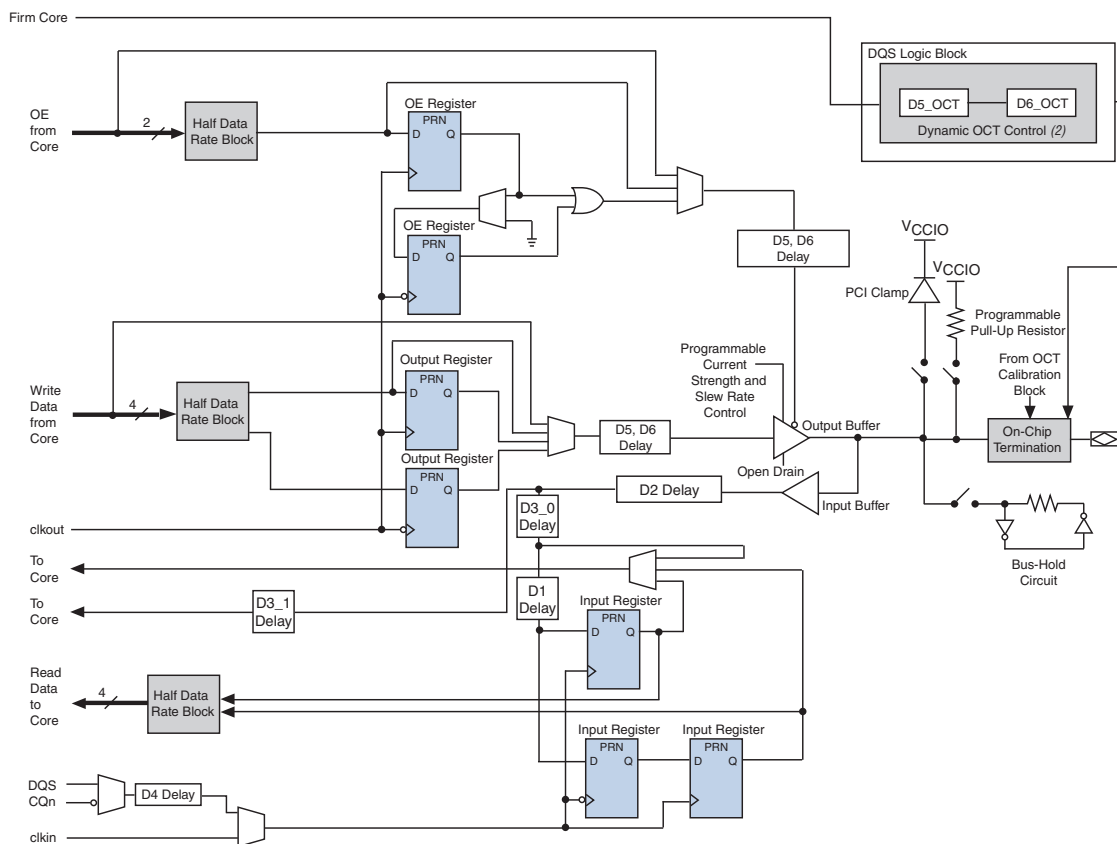 Firm Core
DQS Logic Block
D5_OCT
D6_OCT
Dynamic OCT Control (2)
OE
from
Core
2
Half Data
Rate Block
OE Register
PRN
D
Q
OE Register
PRN
D
Q
D5, D6
Delay
VCCIO
VCCIO
PCI Clamp
Programmable
Pull-Up Resistor
From OCT
Calibration
Block
On-Chip
Termination
Write
Data
from
Core
4
Half Data
Rate Block
Output Register
PRN
D
Q
Output Register
PRN
D
Q
Programmable
Current
Strength and
Slew Rate
Control
D5, D6
Delay
Output Buffer
Open Drain
Input Buffer
D2 Delay
D3_0
Delay
clkout
Bus-Hold
Circuit
To
Core
D1
Delay
To
Core
D3_1
Delay
Input Register
PRN
D
Q
Read
Data
to
Core
4
Half Data
Rate Block
Input Register
PRN
D
Q
Input Register
PRN
D
Q
DQS
CQn
D4 Delay
clkin